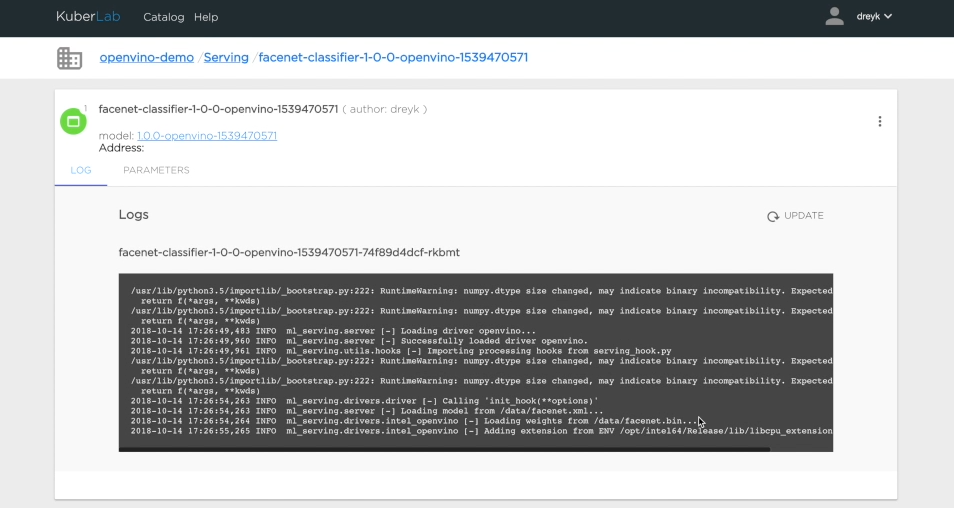 KuberLab Catalog Help dreyk
openvino-demo / Serving / facenet-classifier-1-0-0-openvino-1539470571
1 facenet-classifier-1-0-0-openvino-1539470571 ( author: dreyk )
model: 1.0.0-openvino-1539470571
Address:
LOG PARAMETERS
Logs UPDATE
facenet-classifier-1-0-0-openvino-1539470571-74f89d4dcf-rkbmt
/usr/lib/python3.5/importlib/_bootstrap.py:222: RuntimeWarning: numpy.dtype size changed, may indicate binary incompatibility. Expected
return f(*args, **kwds)
/usr/lib/python3.5/importlib/_bootstrap.py:222: RuntimeWarning: numpy.dtype size changed, may indicate binary incompatibility. Expected
return f(*args, **kwds)
2018-10-14 17:26:49,483 INFO ml_serving.server [-] Loading driver openvino...
2018-10-14 17:26:49,960 INFO ml_serving.server [-] Successfully loaded driver openvino.
2018-10-14 17:26:49,961 INFO ml_serving.utils.hooks [-] Importing processing hooks from serving_hook.py
/usr/lib/python3.5/importlib/_bootstrap.py:222: RuntimeWarning: numpy.dtype size changed, may indicate binary incompatibility. Expected
return f(*args, **kwds)
/usr/lib/python3.5/importlib/_bootstrap.py:222: RuntimeWarning: numpy.dtype size changed, may indicate binary incompatibility. Expected
return f(*args, **kwds)
2018-10-14 17:26:54,263 INFO ml_serving.drivers.driver [-] Calling 'init_hook(**options)'
2018-10-14 17:26:54,263 INFO ml_serving.server [-] Loading model from /data/facenet.xml...
2018-10-14 17:26:54,264 INFO ml_serving.drivers.intel_openvino [-] Loading weights from /data/facenet.bin...
2018-10-14 17:26:55,265 INFO ml_serving.drivers.intel_openvino [-] Adding extension from ENV /opt/intel64/Release/lib/libcpu_extension